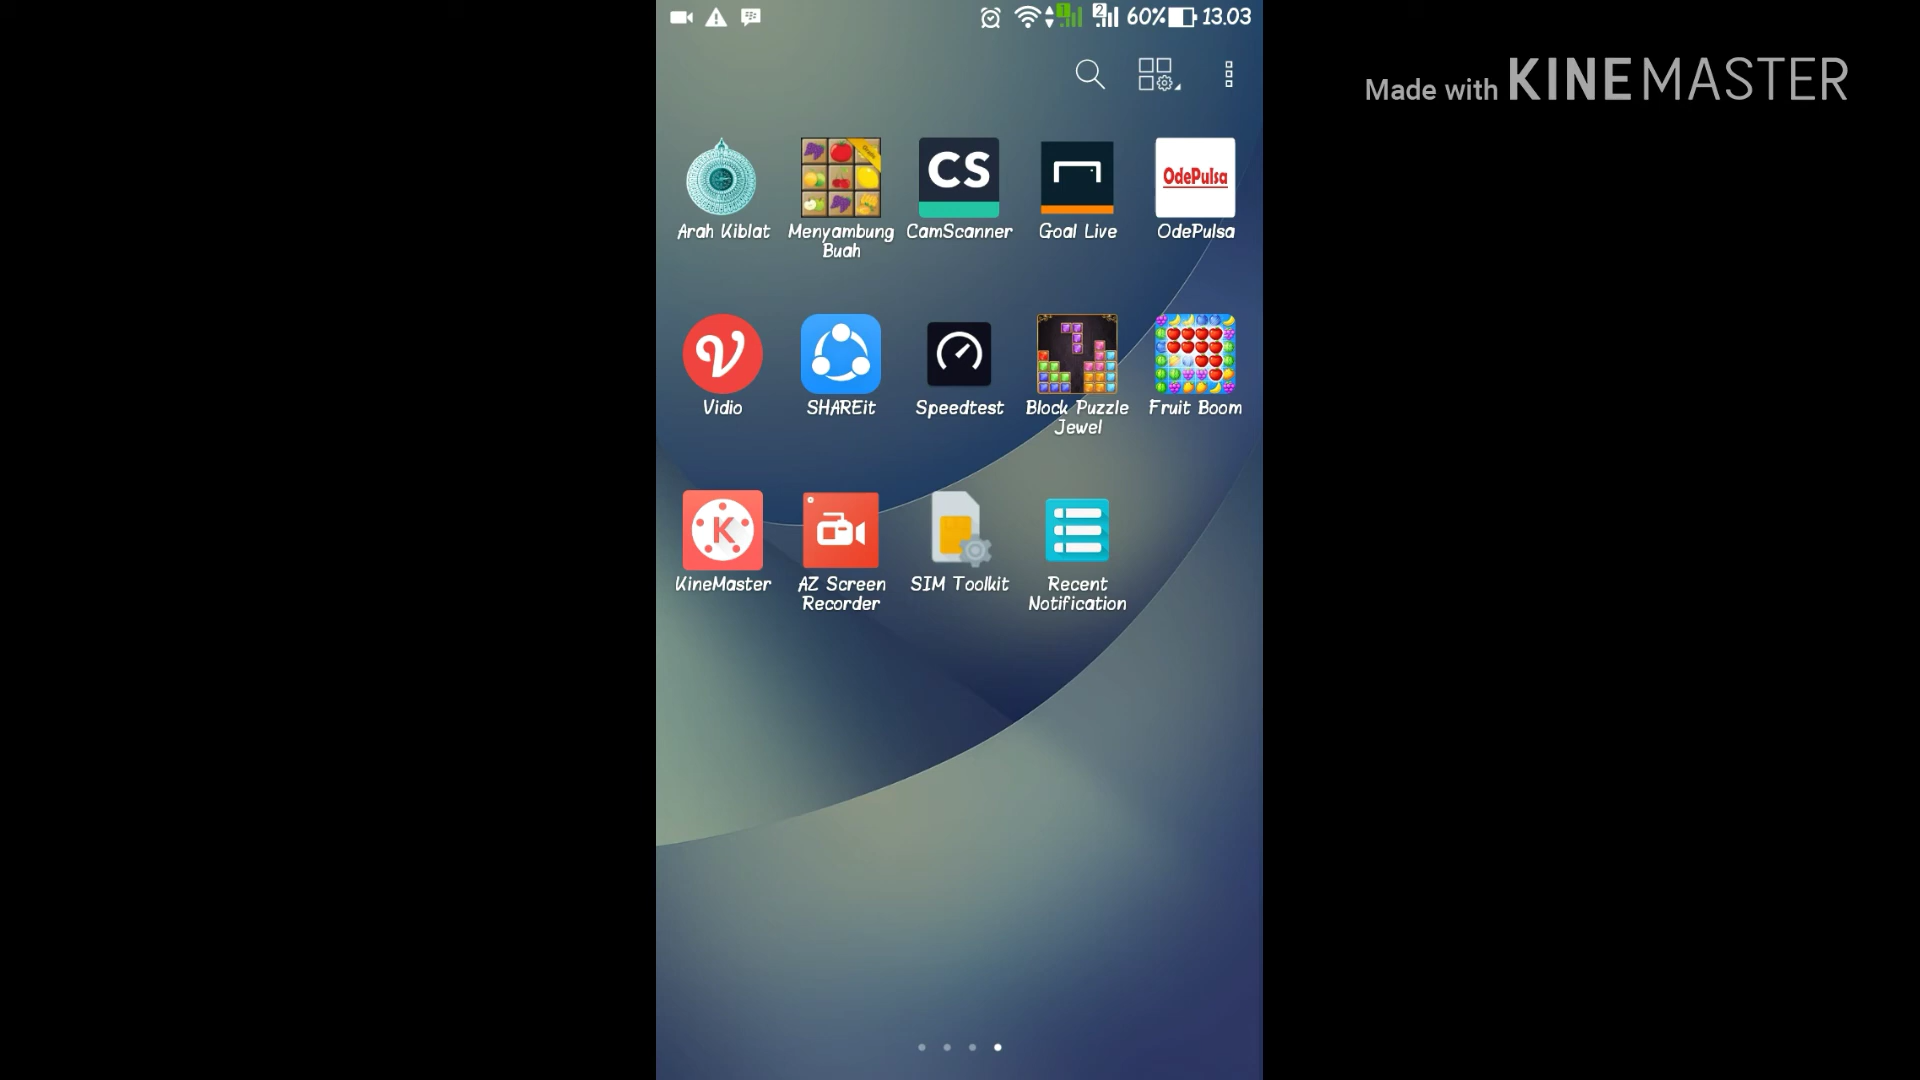 60% 13.03
Made with KINEMASTER
CS
OdePulsa
Arah Kiblat Menyambung Buah CamScanner Goal Live OdePulsa
Vidio SHAREit Speedtest Block Puzzle Jewel Fruit Boom
K
KineMaster AZ Screen Recorder SIM Toolkit Recent Notification